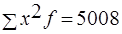 ∑x²f = 5008